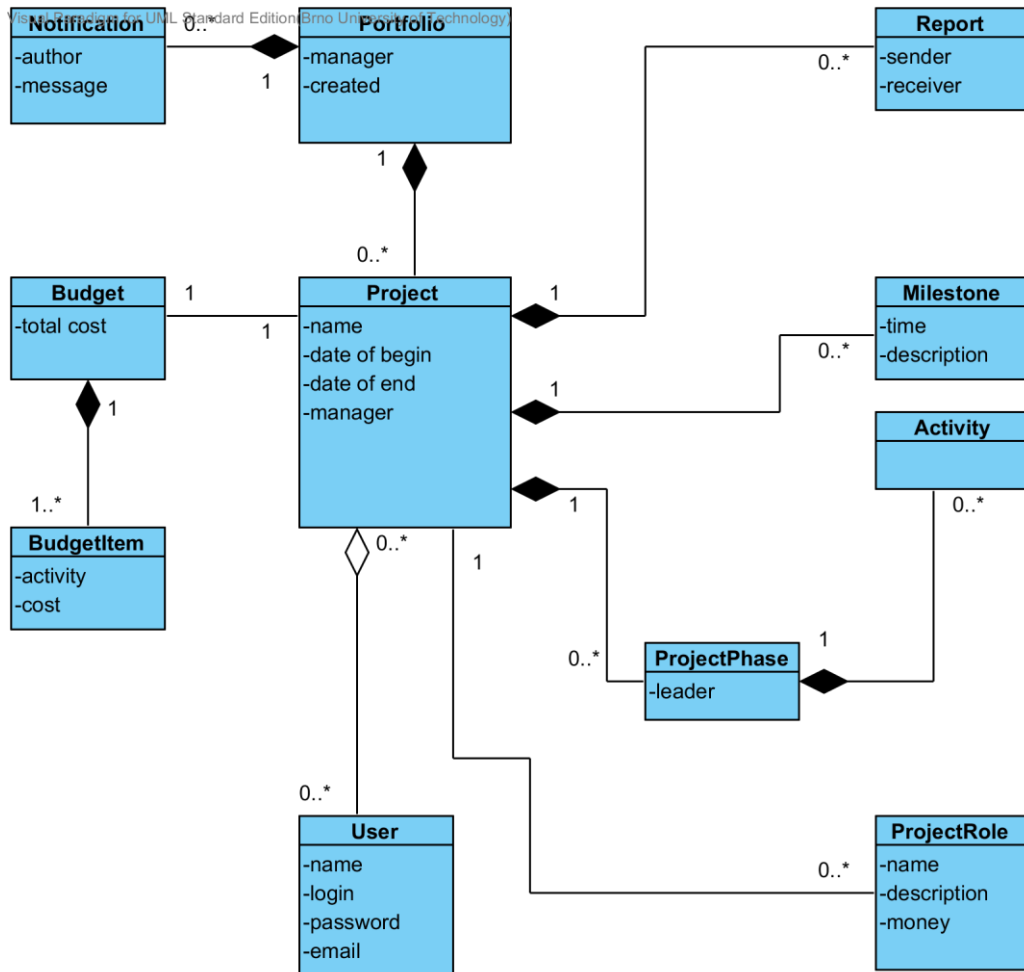 Visual Paradigm for UML Standard Edition(Brno University of Technology)
Notification
-author
-message
0..*
1
Portfolio
-manager
-created
1
0..*
Report
-sender
-receiver
0..*
Budget
-total cost
1
1
Project
-name
-date of begin
-date of end
-manager
1
1
1
Milestone
-time
-description
0..*
Activity
0..*
1
1..*
BudgetItem
-activity
-cost
0..*
1
0..*
ProjectPhase
-leader
1
0..*
User
-name
-login
-password
-email
0..*
ProjectRole
-name
-description
-money